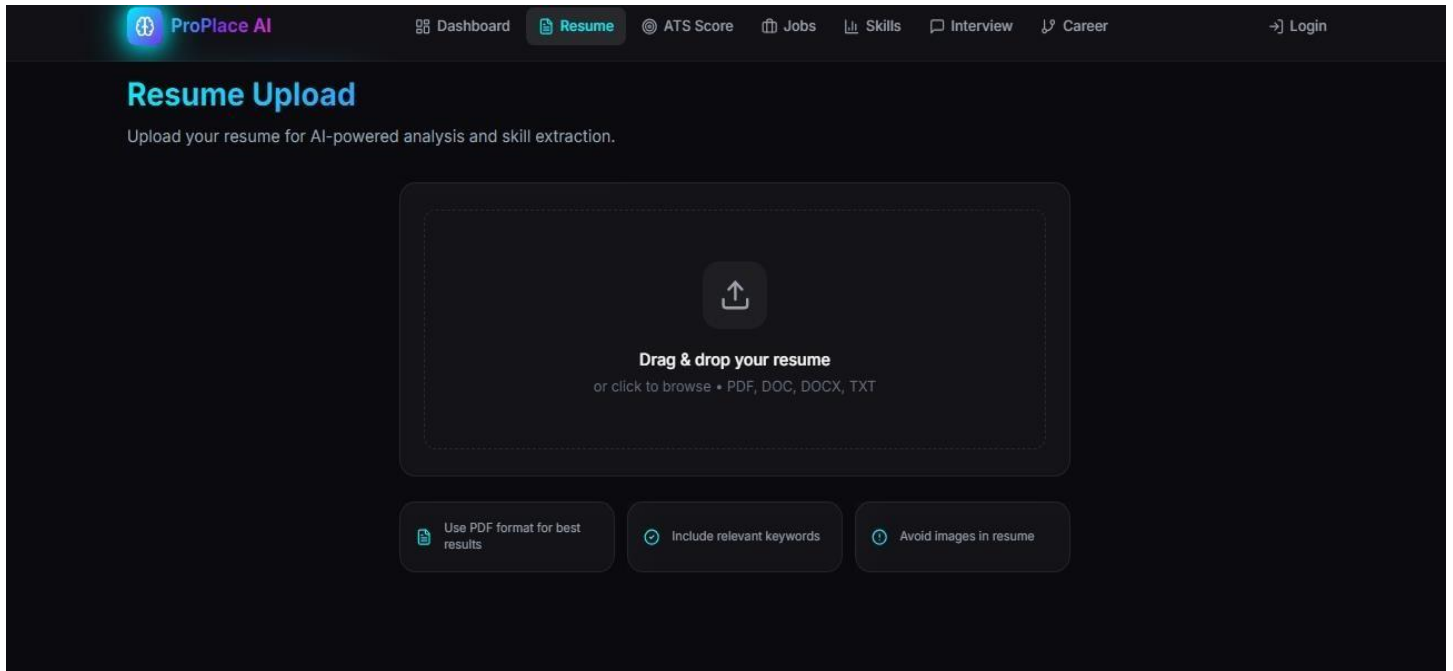 ProPlace AI
Dashboard
Resume
ATS Score
Jobs
Skills
Interview
Career
Login
Resume Upload
Upload your resume for AI-powered analysis and skill extraction.
Drag & drop your resume
or click to browse • PDF, DOC, DOCX, TXT
Use PDF format for best
results
Include relevant keywords
Avoid images in resume